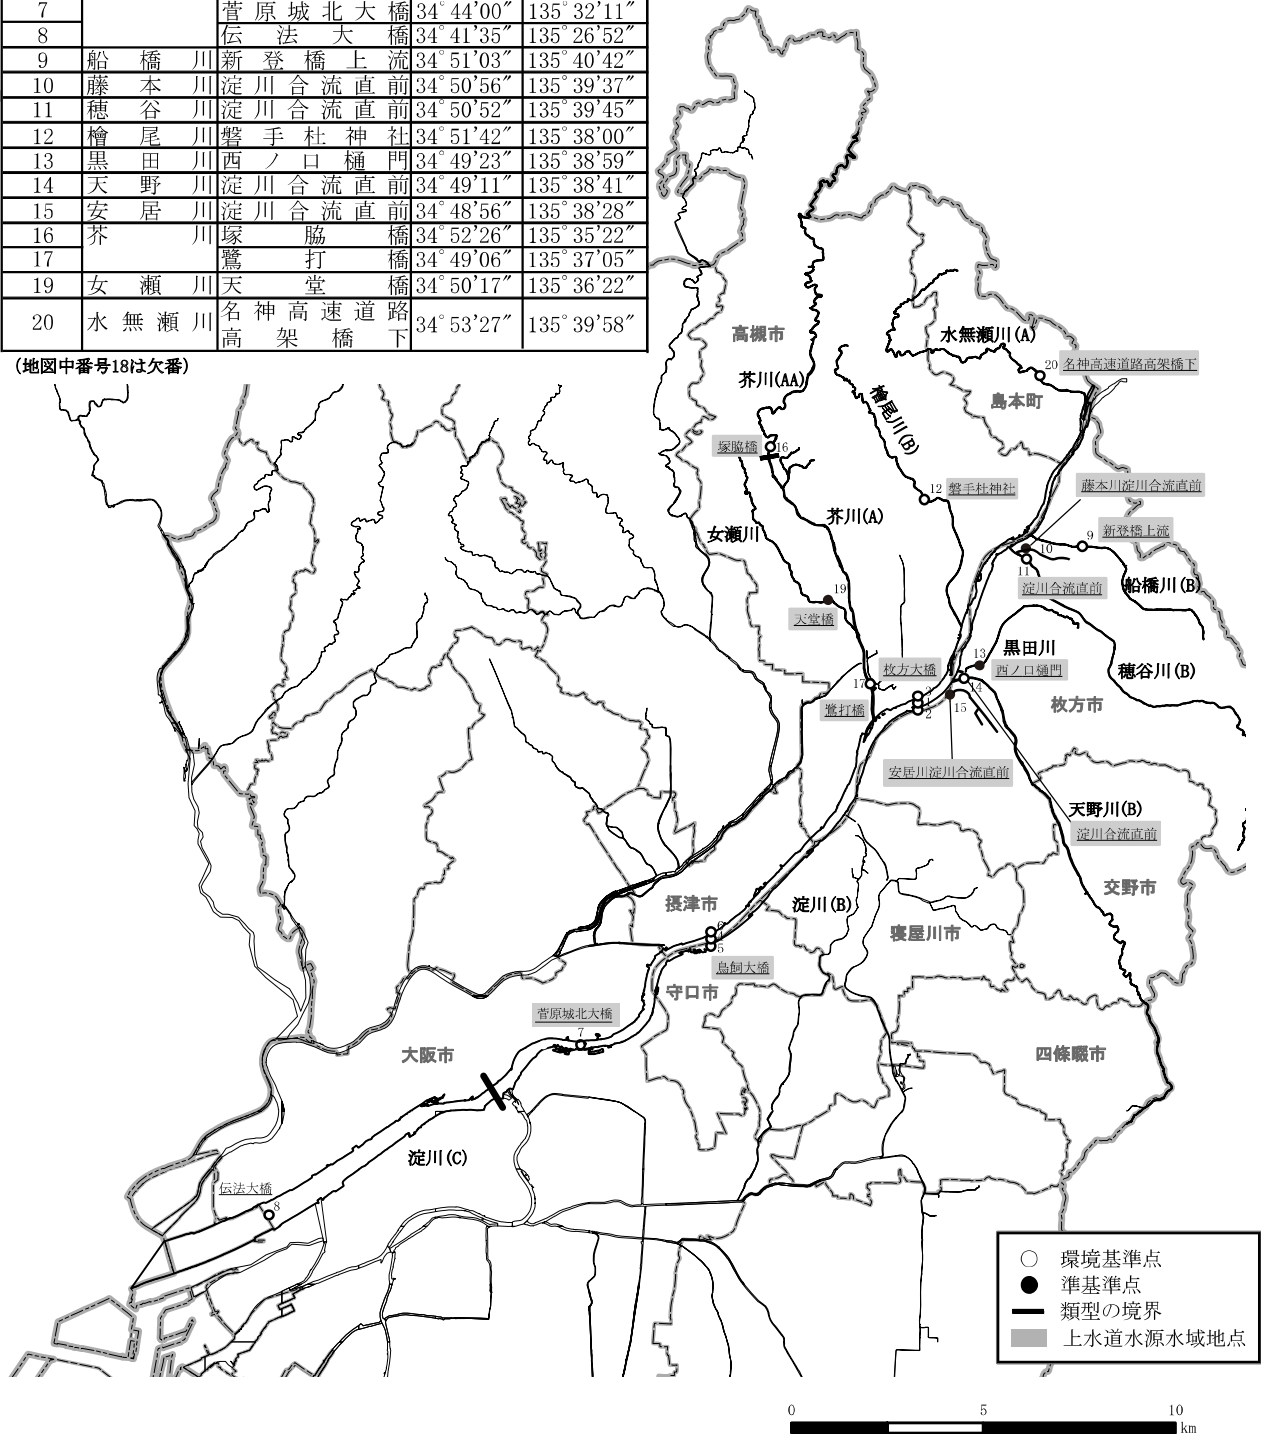 7 菅原城北大橋 34°44'00″ 135°32'11″
8 伝法大橋 34°41'35″ 135°26'52″
9 船橋川 新登橋上流 34°51'03″ 135°40'42″
10 藤本川 淀川合流直前 34°50'56″ 135°39'37″
11 穂谷川 淀川合流直前 34°50'52″ 135°39'45″
12 檜尾川 磐手杜神社 34°51'42″ 135°38'00″
13 黒田川 西ノ口樋門 34°49'23″ 135°38'59″
14 天野川 淀川合流直前 34°49'11″ 135°38'41″
15 安居川 淀川合流直前 34°48'56″ 135°38'28″
16 芥川 塚脇橋 34°52'26″ 135°35'22″
17 鷺打橋 34°49'06″ 135°37'05″
19 女瀬川 天堂橋 34°50'17″ 135°36'22″
20 水無瀬川 名神高速道路高架橋下 34°53'27″ 135°39'58″
(地図中番号18は欠番)
高槻市
水無瀬川(A)
20 名神高速道路高架橋下
芥川(AA)
檜尾川(B)
島本町
塚脇橋
16
12 磐手杜神社
藤本川淀川合流直前
芥川(A)
女瀬川
新登橋上流
9
10
11
淀川合流直前
船橋川(B)
19
天堂橋
黒田川
13
西ノ口樋門
穂谷川(B)
枚方大橋
17
14
鷺打橋
3
1
2
15
枚方市
安居川淀川合流直前
天野川(B)
淀川合流直前
交野市
摂津市
淀川(B)
寝屋川市
6
4
5
鳥飼大橋
守口市
菅原城北大橋
7
大阪市
四條畷市
淀川(C)
伝法大橋
8
環境基準点
準基準点
類型の境界
上水道水源水域地点
0 5 10
km